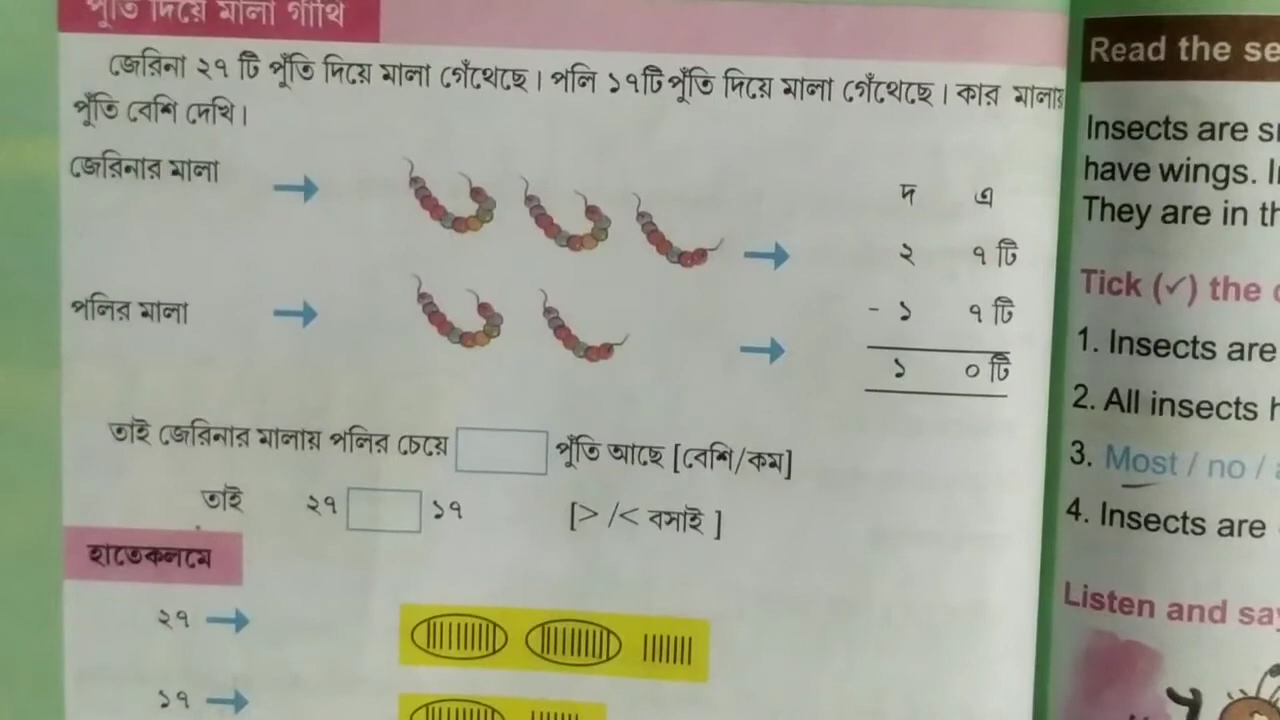 পুঁতি দিয়ে মালা গাঁথি
জেরিনা ২৭ টি পুঁতি দিয়ে মালা গেঁথেছে। পলি ১৭টি পুঁতি দিয়ে মালা গেঁথেছে। কার মালায়
পুঁতি বেশি দেখি।
জেরিনার মালা
দ এ
২ ৭ টি
পলির মালা
- ১ ৭ টি
১ ০ টি
তাই জেরিনার মালায় পলির চেয়ে পুঁতি আছে [বেশি/কম]
তাই ২৭ ১৭ [> /< বসাই ]
হাতেকলমে
২৭
১৭
Read the se
Insects are
have wings.
They are in
Tick (✓) the
1. Insects are
2. All insects
3. Most / no /
4. Insects are
Listen and say